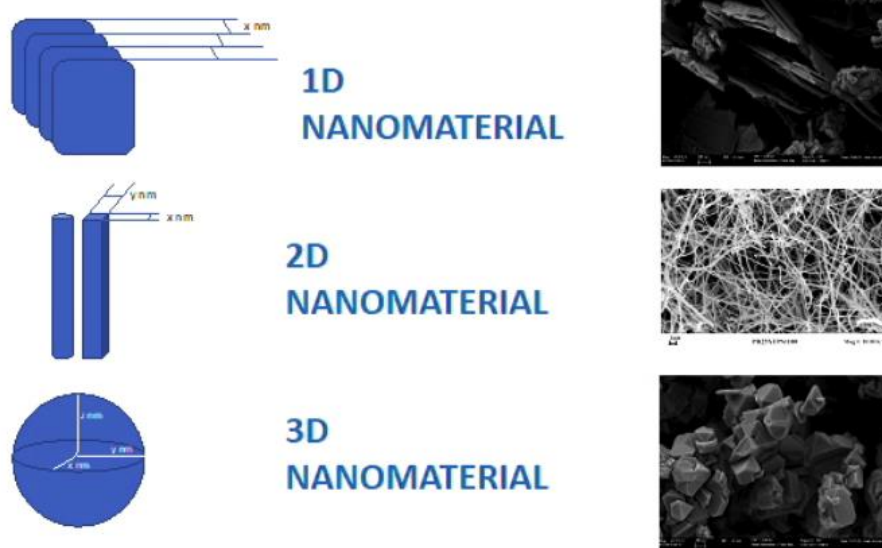 x nm
1D
NANOMATERIAL
y nm
x nm
2D
NANOMATERIAL
z nm
y nm
x nm
3D
NANOMATERIAL